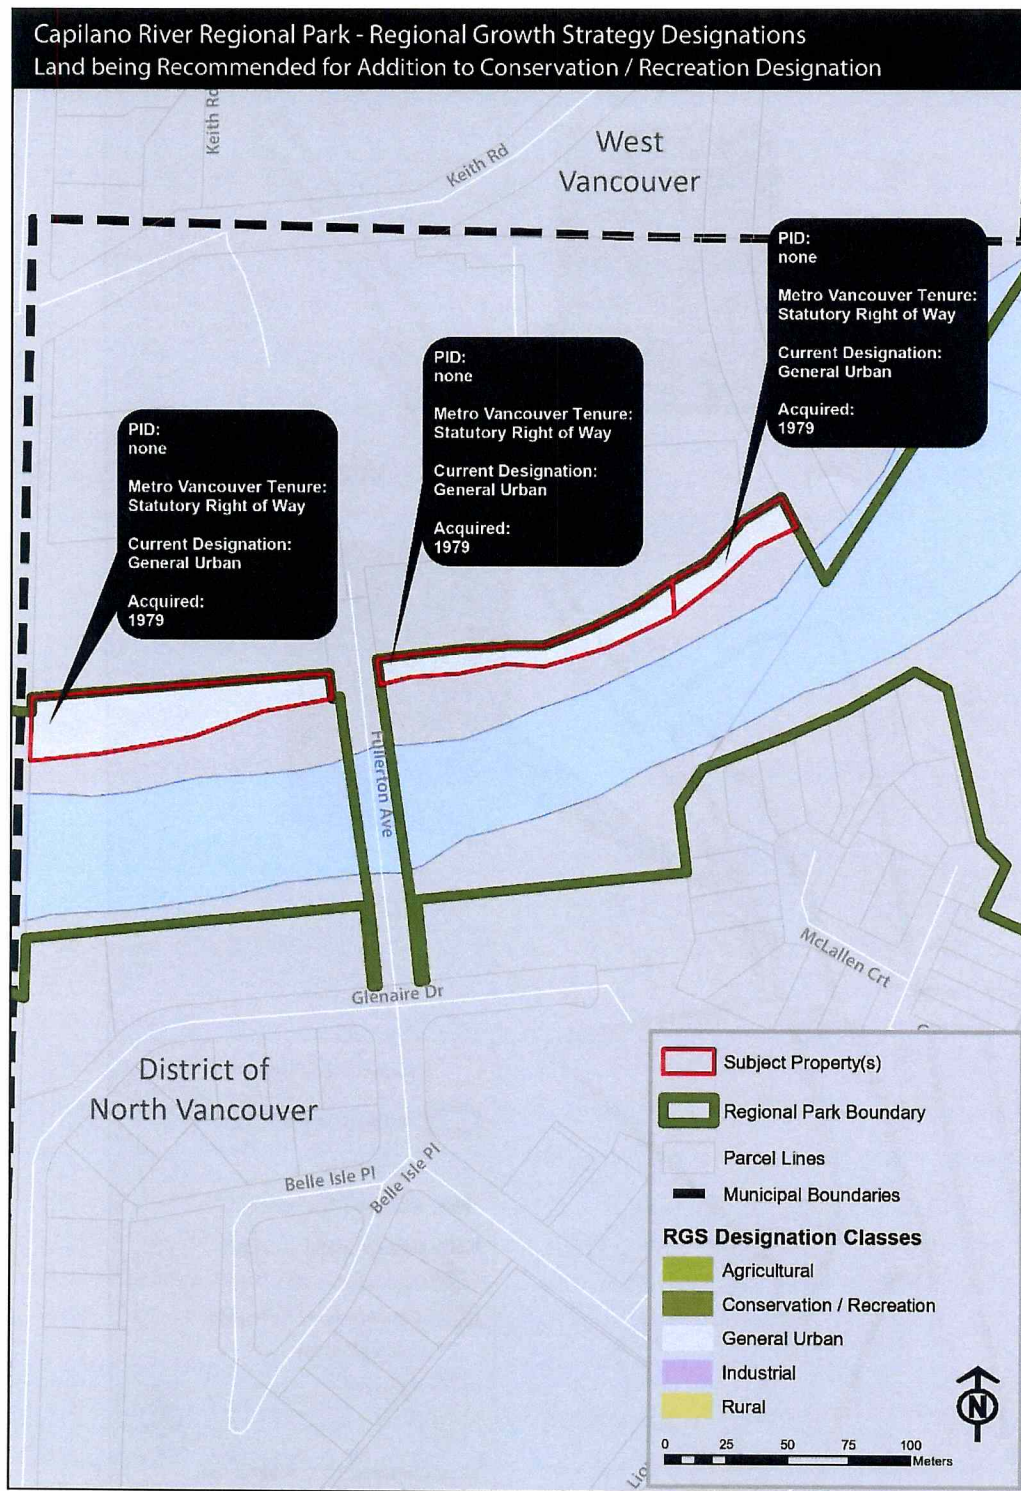 Capilano River Regional Park - Regional Growth Strategy Designations
Land being Recommended for Addition to Conservation / Recreation Designation
Keith Rd
Keith Rd
West
Vancouver
PID:
none
Metro Vancouver Tenure:
Statutory Right of Way
Current Designation:
General Urban
Acquired:
1979
PID:
none
Metro Vancouver Tenure:
Statutory Right of Way
Current Designation:
General Urban
Acquired:
1979
PID:
none
Metro Vancouver Tenure:
Statutory Right of Way
Current Designation:
General Urban
Acquired:
1979
Fullerton Ave
McLallen Crt
Glenaire Dr
District of
North Vancouver
Belle Isle Pl
Belle Isle Pl
Subject Property(s)
Regional Park Boundary
Parcel Lines
Municipal Boundaries
RGS Designation Classes
Agricultural
Conservation / Recreation
General Urban
Industrial
Rural
N
0 25 50 75 100
Meters